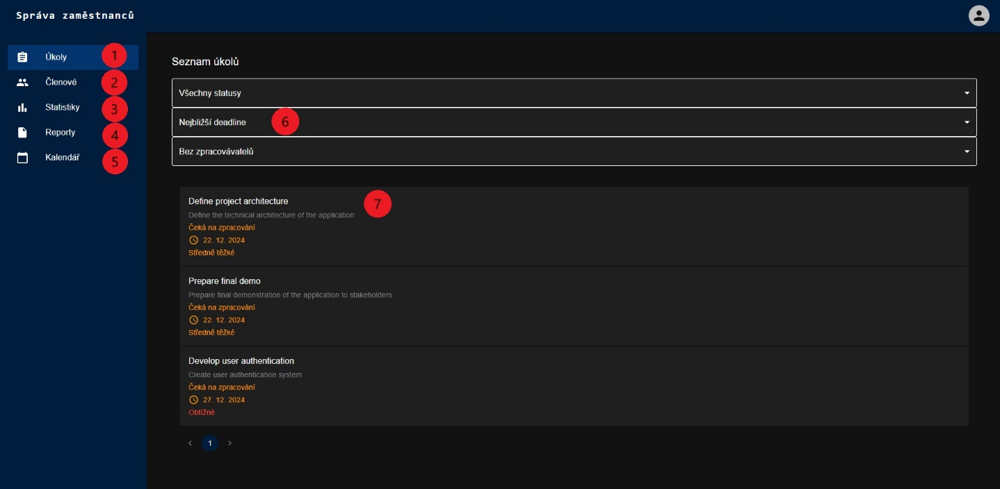 Správa zaměstnanců
Úkoly 1
Členové 2
Statistiky 3
Reporty 4
Kalendář 5
Seznam úkolů
Všechny statusy
Nejbližší deadline 6
Bez zpracovávatelů
Define project architecture 7
Define the technical architecture of the application
Čeká na zpracování
22. 12. 2024
Středně těžké
Prepare final demo
Prepare final demonstration of the application to stakeholders
Čeká na zpracování
22. 12. 2024
Středně těžké
Develop user authentication
Create user authentication system
Čeká na zpracování
27. 12. 2024
Obtížné
1